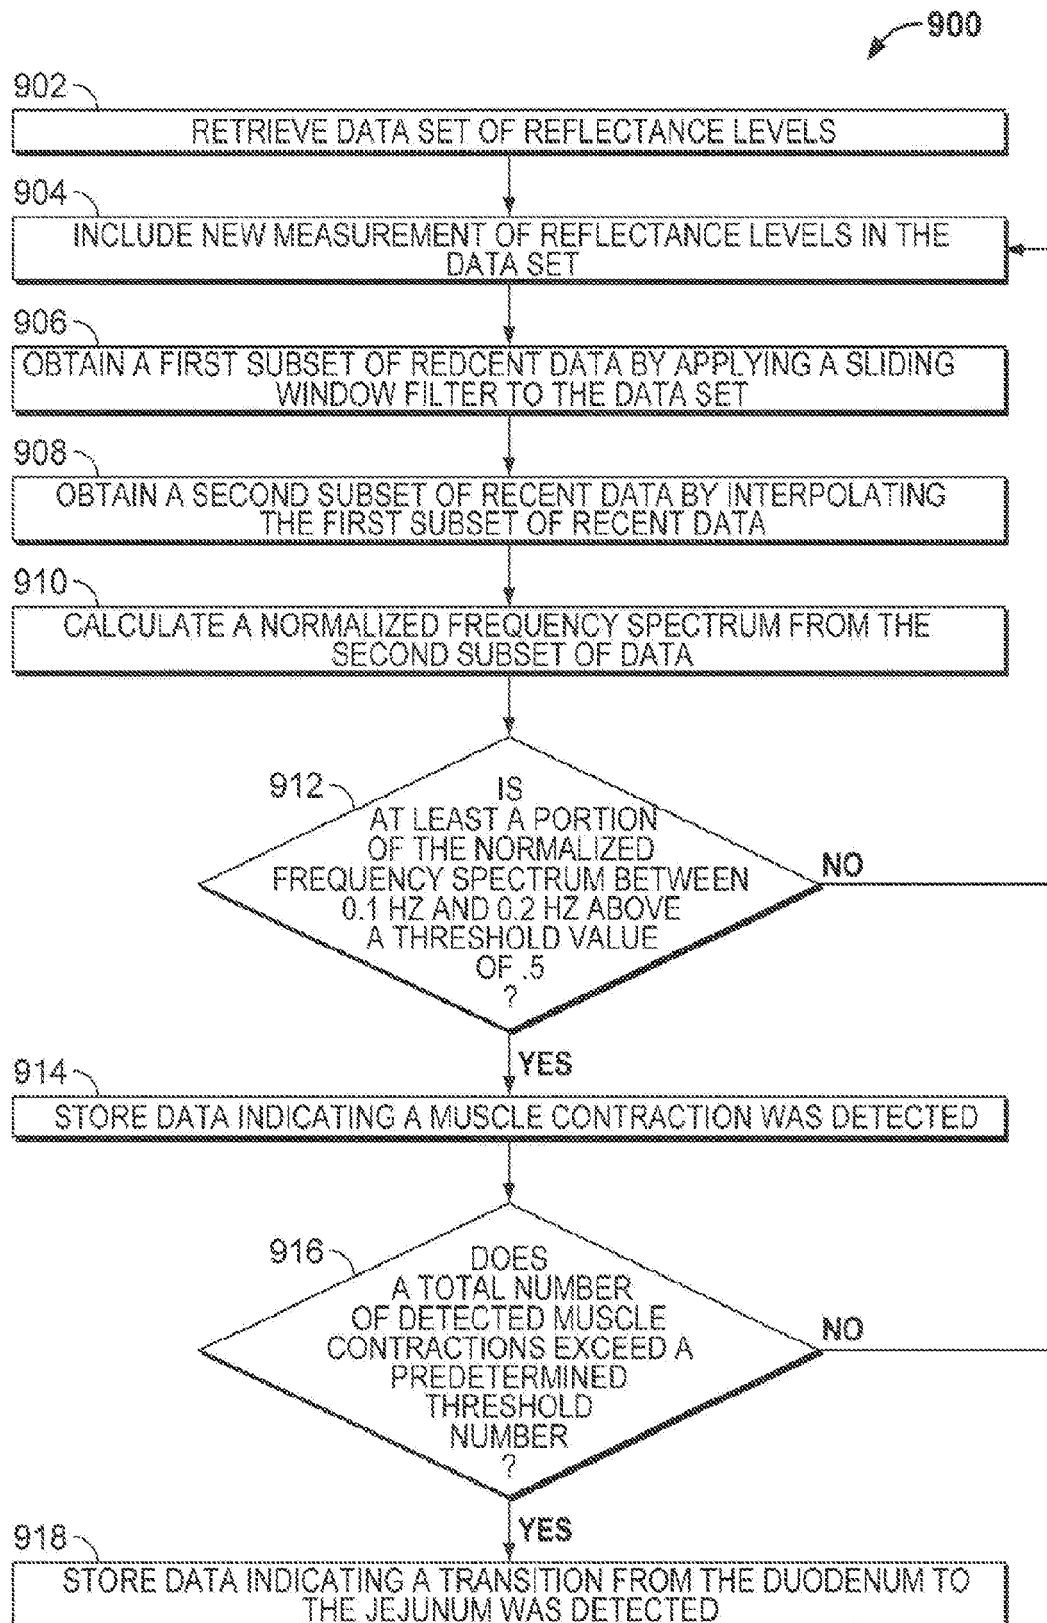 900
902
RETRIEVE DATA SET OF REFLECTANCE LEVELS
904
INCLUDE NEW MEASUREMENT OF REFLECTANCE LEVELS IN THE
DATA SET
906
OBTAIN A FIRST SUBSET OF REDCENT DATA BY APPLYING A SLIDING
WINDOW FILTER TO THE DATA SET
908
OBTAIN A SECOND SUBSET OF RECENT DATA BY INTERPOLATING
THE FIRST SUBSET OF RECENT DATA
910
CALCULATE A NORMALIZED FREQUENCY SPECTRUM FROM THE
SECOND SUBSET OF DATA
912
IS
AT LEAST A PORTION
OF THE NORMALIZED
FREQUENCY SPECTRUM BETWEEN
0.1 HZ AND 0.2 HZ ABOVE
A THRESHOLD VALUE
OF .5
?
NO
YES
914
STORE DATA INDICATING A MUSCLE CONTRACTION WAS DETECTED
916
DOES
A TOTAL NUMBER
OF DETECTED MUSCLE
CONTRACTIONS EXCEED A
PREDETERMINED
THRESHOLD
NUMBER
?
NO
YES
918
STORE DATA INDICATING A TRANSITION FROM THE DUODENUM TO
THE JEJUNUM WAS DETECTED